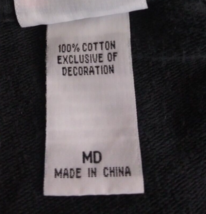 100% COTTON
EXCLUSIVE OF
DECORATION
MD
MADE IN CHINA